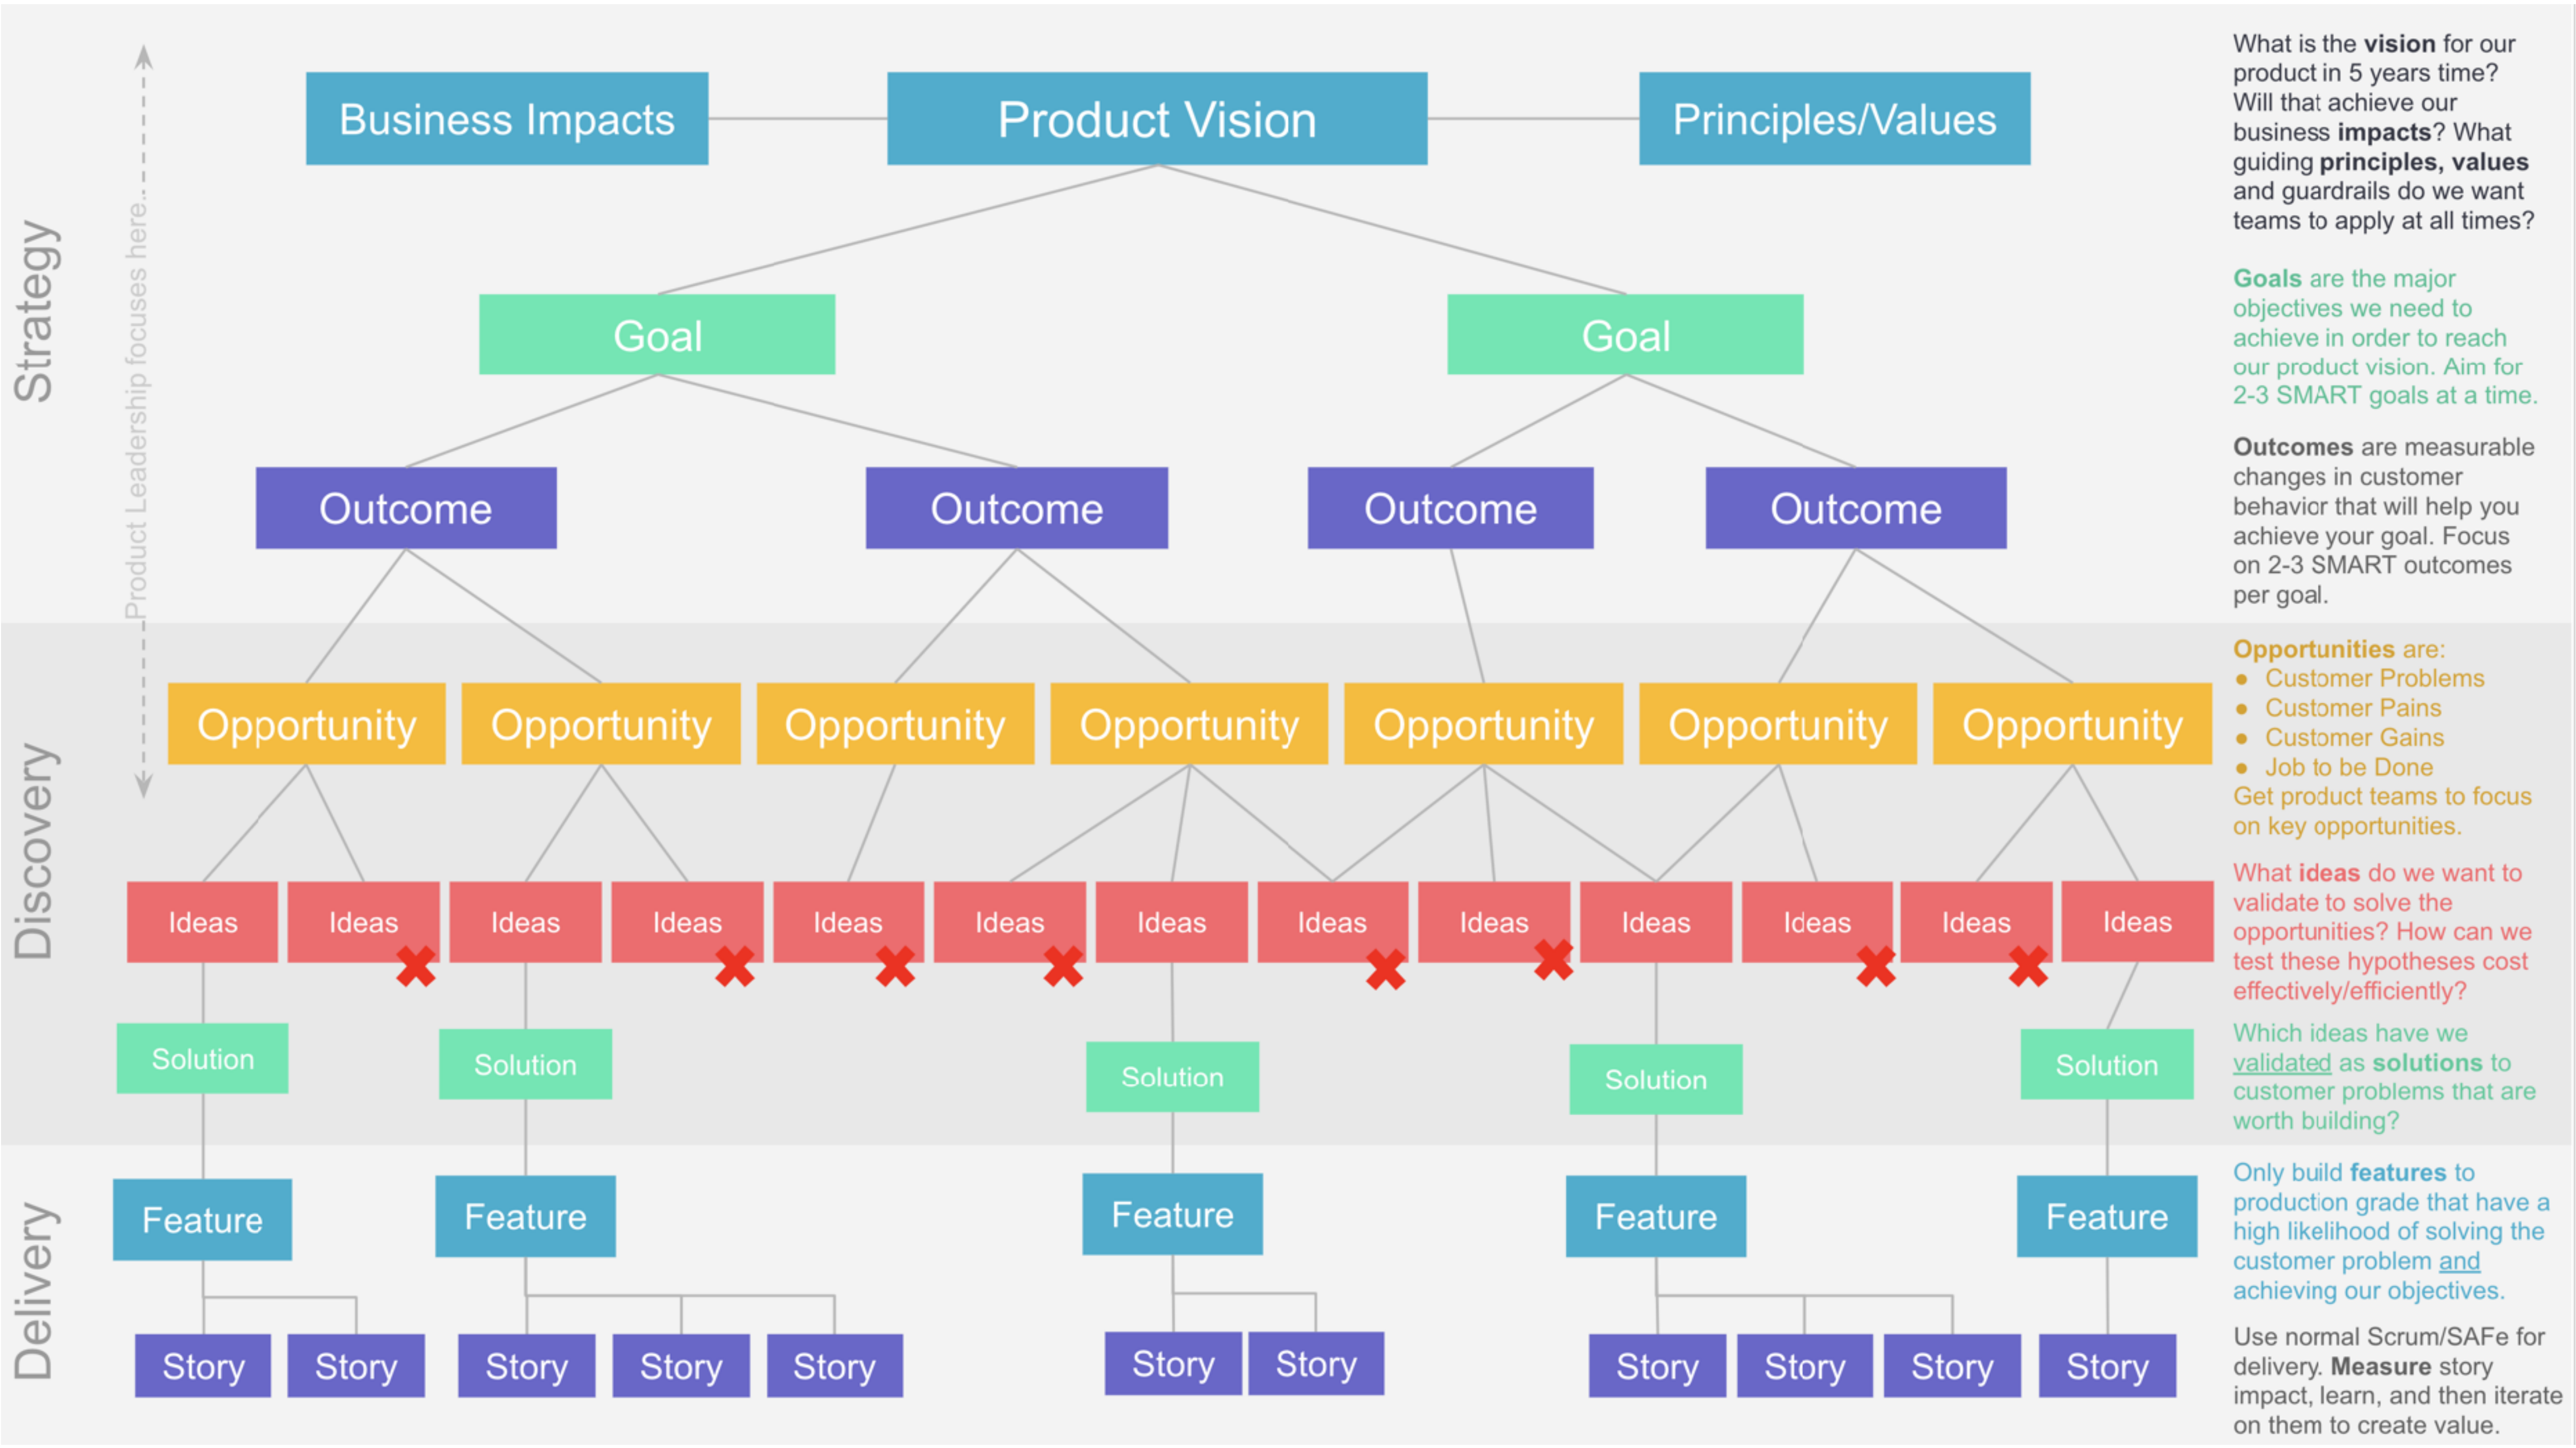 Strategy
Product Leadership focuses here...
Business Impacts
Product Vision
Principles/Values
What is the vision for our
product in 5 years time?
Will that achieve our
business impacts? What
guiding principles, values
and guardrails do we want
teams to apply at all times?
Goal
Goal
Goals are the major
objectives we need to
achieve in order to reach
our product vision. Aim for
2-3 SMART goals at a time.
Outcome
Outcome
Outcome
Outcome
Outcomes are measurable
changes in customer
behavior that will help you
achieve your goal. Focus
on 2-3 SMART outcomes
per goal.
Discovery
Opportunity
Opportunity
Opportunity
Opportunity
Opportunity
Opportunity
Opportunity
Opportunities are:
● Customer Problems
● Customer Pains
● Customer Gains
● Job to be Done
Get product teams to focus
on key opportunities.
Ideas
Ideas
Ideas
Ideas
Ideas
Ideas
Ideas
Ideas
Ideas
Ideas
Ideas
Ideas
Ideas
What ideas do we want to
validate to solve the
opportunities? How can we
test these hypotheses cost
effectively/efficiently?
Solution
Solution
Solution
Solution
Solution
Which ideas have we
validated as solutions to
customer problems that are
worth building?
Delivery
Feature
Feature
Feature
Feature
Feature
Only build features to
production grade that have a
high likelihood of solving the
customer problem and
achieving our objectives.
Story
Story
Story
Story
Story
Story
Story
Story
Story
Story
Story
Use normal Scrum/SAFe for
delivery. Measure story
impact, learn, and then iterate
on them to create value.